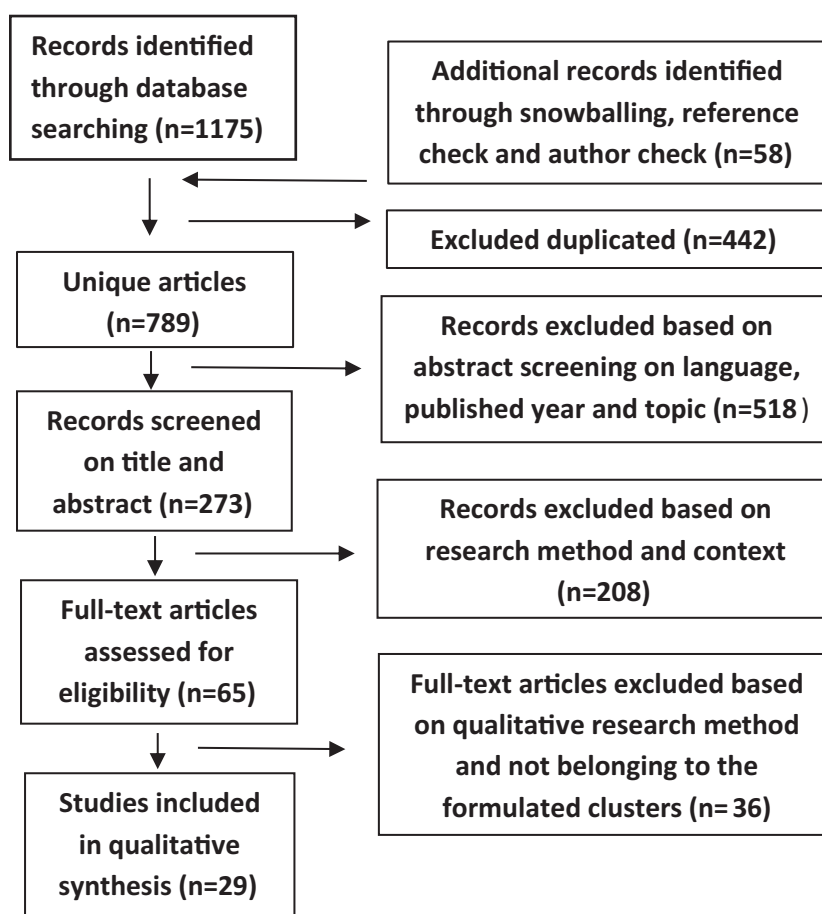 Records identified
through database
searching (n=1175)
Additional records identified
through snowballing, reference
check and author check (n=58)
Excluded duplicated (n=442)
Unique articles
(n=789)
Records excluded based on
abstract screening on language,
published year and topic (n=518)
Records screened
on title and
abstract (n=273)
Records excluded based on
research method and context
(n=208)
Full-text articles
assessed for
eligibility (n=65)
Full-text articles excluded based
on qualitative research method
and not belonging to the
formulated clusters (n= 36)
Studies included
in qualitative
synthesis (n=29)